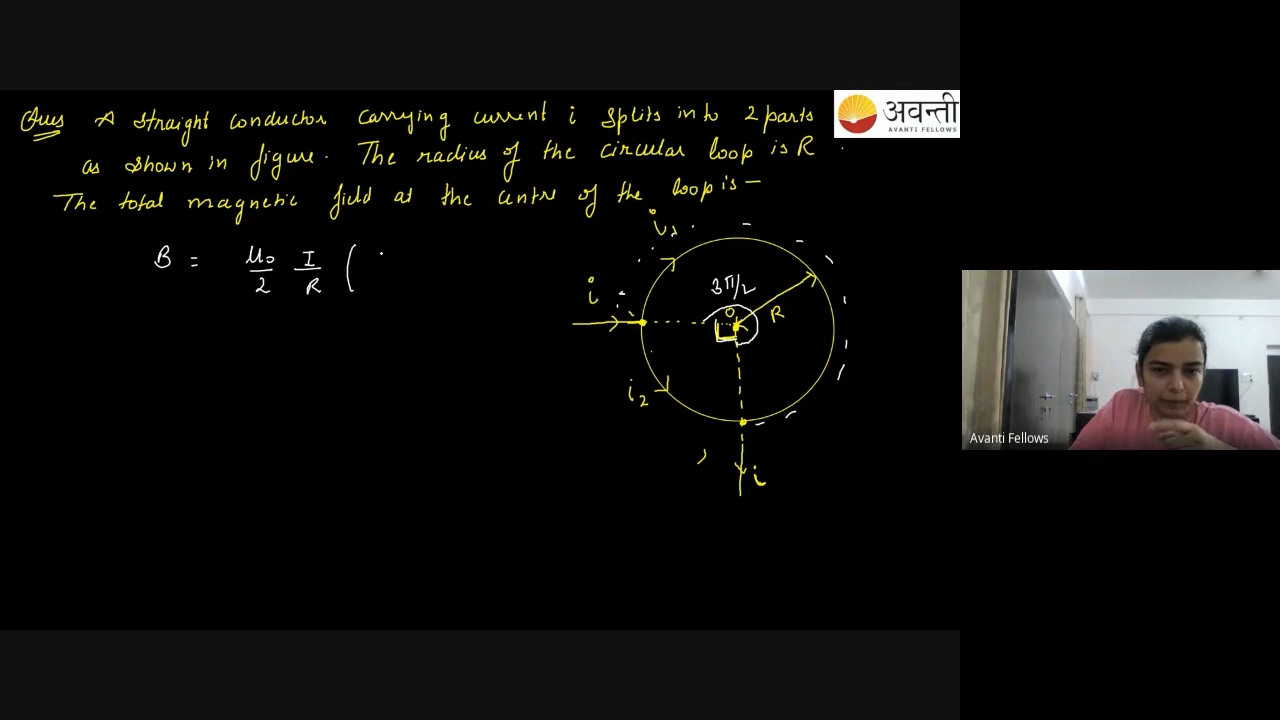 Ques A straight conductor carrying current i splits into 2 parts
as shown in figure. The radius of the circular loop is R
The total magnetic field at the centre of the loop is –
B = μ₀/2 I/R (
i₁
i
3π/2
O
R
i₂
i
अवन्ती
AVANTI FELLOWS
Avanti Fellows